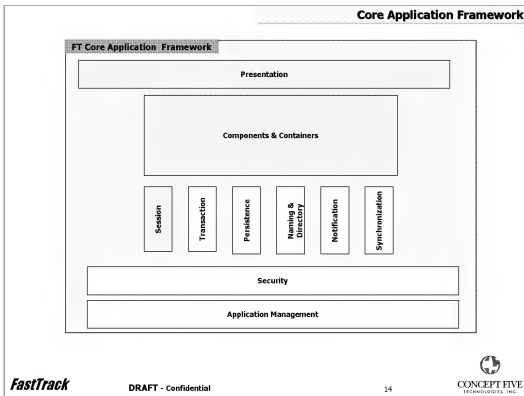 Core Application Framework
FT Core Application Framework
Presentation
Components & Containers
Session
Transaction
Persistence
Naming &
Directory
Notification
Synchronization
Security
Application Management
FastTrack
DRAFT - Confidential
14
CONCEPT FIVE
TECHNOLOGIES, INC.